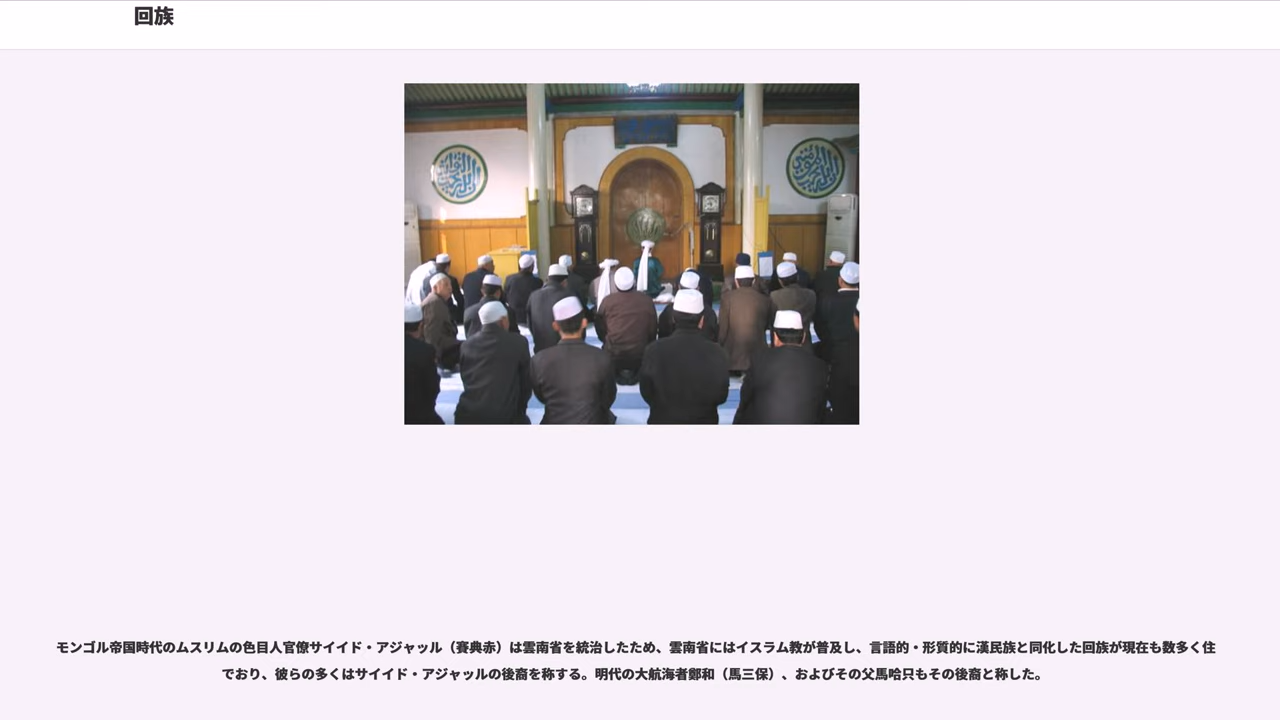 回族
モンゴル帝国時代のムスリムの色目人官僚サイイド・アジャッル（賽典赤）は雲南省を統治したため、雲南省にはイスラム教が普及し、言語的・形質的に漢民族と同化した回族が現在も数多く住
でおり、彼らの多くはサイイド・アジャッルの後裔を称する。明代の大航海者鄭和（馬三保）、およびその父馬哈只もその後裔と称した。